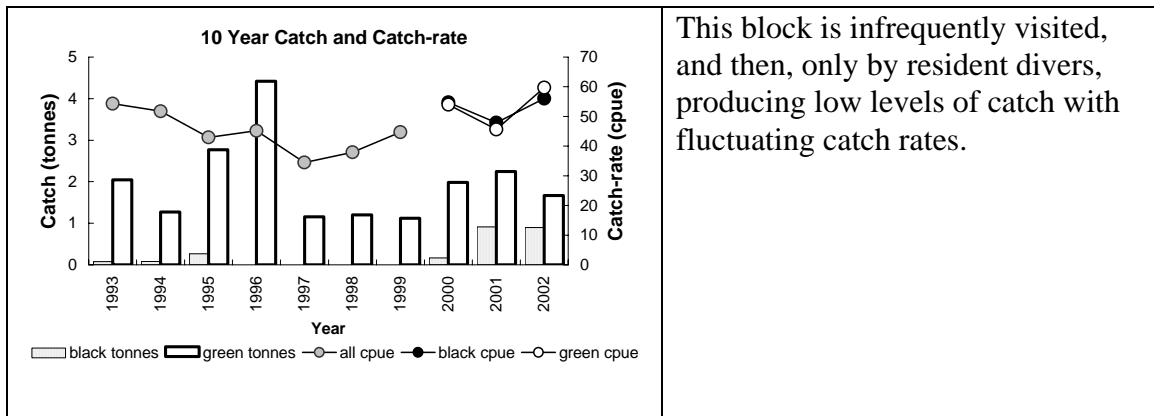 10 Year Catch and Catch-rate
5
4
3
2
1
0
Catch (tonnes)
70
60
50
40
30
20
10
0
Catch-rate (cpue)
1993
1994
1995
1996
1997
1998
1999
2000
2001
2002
Year
black tonnes green tonnes all cpue black cpue green cpue
This block is infrequently visited,
and then, only by resident divers,
producing low levels of catch with
fluctuating catch rates.